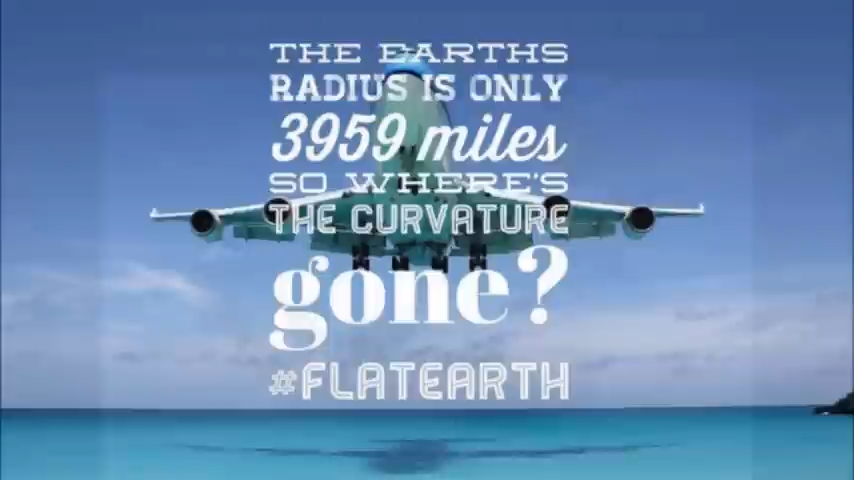 THE EARTHS
RADIUS IS ONLY
3959 miles
SO WHERE'S
THE CURVATURE
gone?
#FLATEARTH